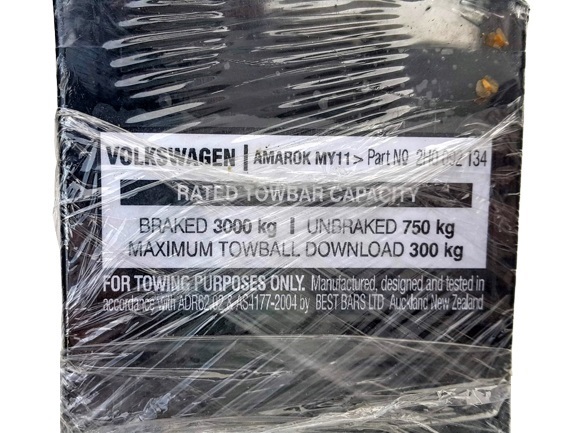 VOLKSWAGEN | AMAROK MY11 > Part NO 2H0 092 134
RATED TOWBAR CAPACITY
BRAKED 3000 kg | UNBRAKED 750 kg
MAXIMUM TOWBALL DOWNLOAD 300 kg
FOR TOWING PURPOSES ONLY. Manufactured, designed and tested in
accordance with ADR62.02 & AS4177-2004 by BEST BARS LTD Auckland New Zealand